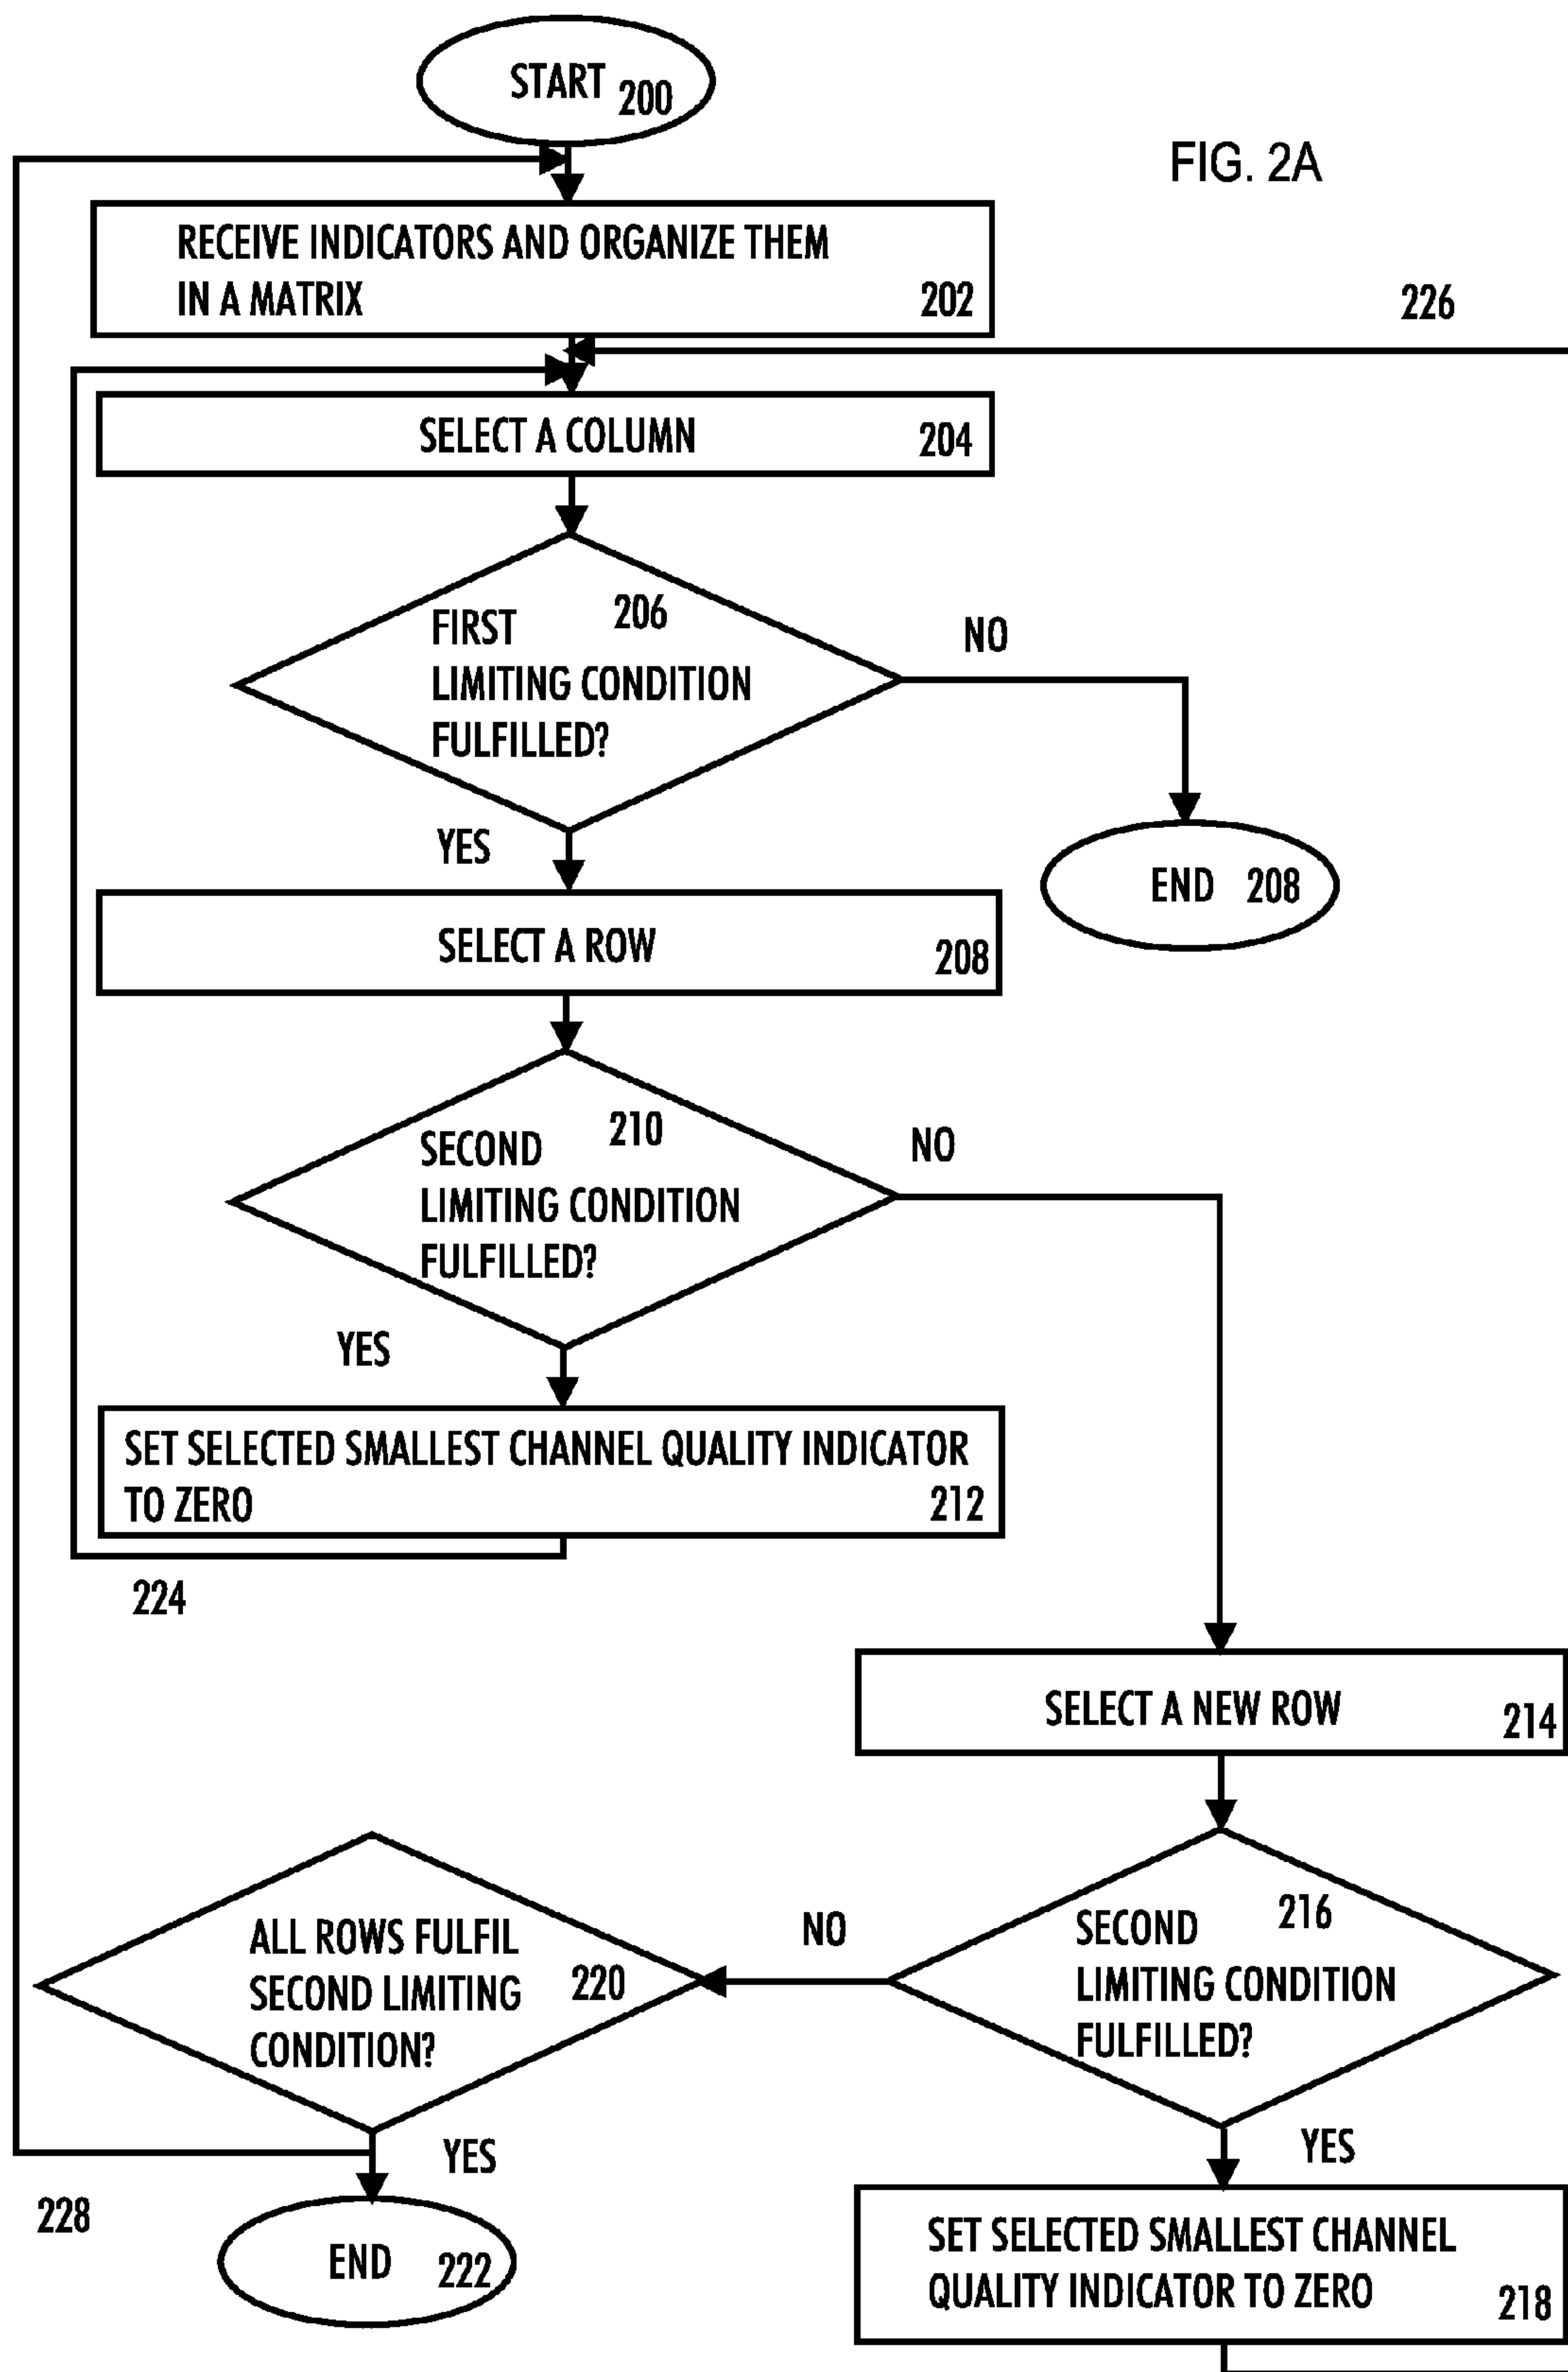 START 200
FIG. 2A
RECEIVE INDICATORS AND ORGANIZE THEM
IN A MATRIX 202
226
SELECT A COLUMN 204
206
FIRST
LIMITING CONDITION
FULFILLED?
NO
YES
END 208
SELECT A ROW 208
210
SECOND
LIMITING CONDITION
FULFILLED?
NO
YES
SET SELECTED SMALLEST CHANNEL QUALITY INDICATOR
TO ZERO 212
224
SELECT A NEW ROW 214
216
SECOND
LIMITING CONDITION
FULFILLED?
NO
ALL ROWS FULFIL
SECOND LIMITING 220
CONDITION?
YES
YES
228
END 222
SET SELECTED SMALLEST CHANNEL
QUALITY INDICATOR TO ZERO 218